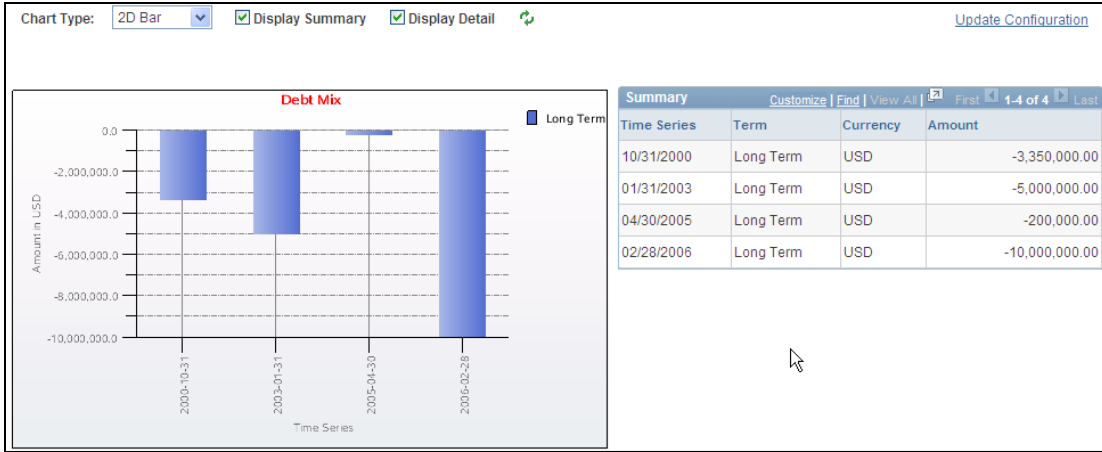 Chart Type: 2D Bar Display Summary Display Detail Update Configuration
Debt Mix
Long Term
0.0
-2,000,000.0
-4,000,000.0
-6,000,000.0
-8,000,000.0
-10,000,000.0
Amount in USD
2000-10-31 2003-01-31 2005-04-30 2006-02-28
Time Series
Summary Customize | Find | View All | First 1-4 of 4 Last
Time Series Term Currency Amount
10/31/2000 Long Term USD -3,350,000.00
01/31/2003 Long Term USD -5,000,000.00
04/30/2005 Long Term USD -200,000.00
02/28/2006 Long Term USD -10,000,000.00